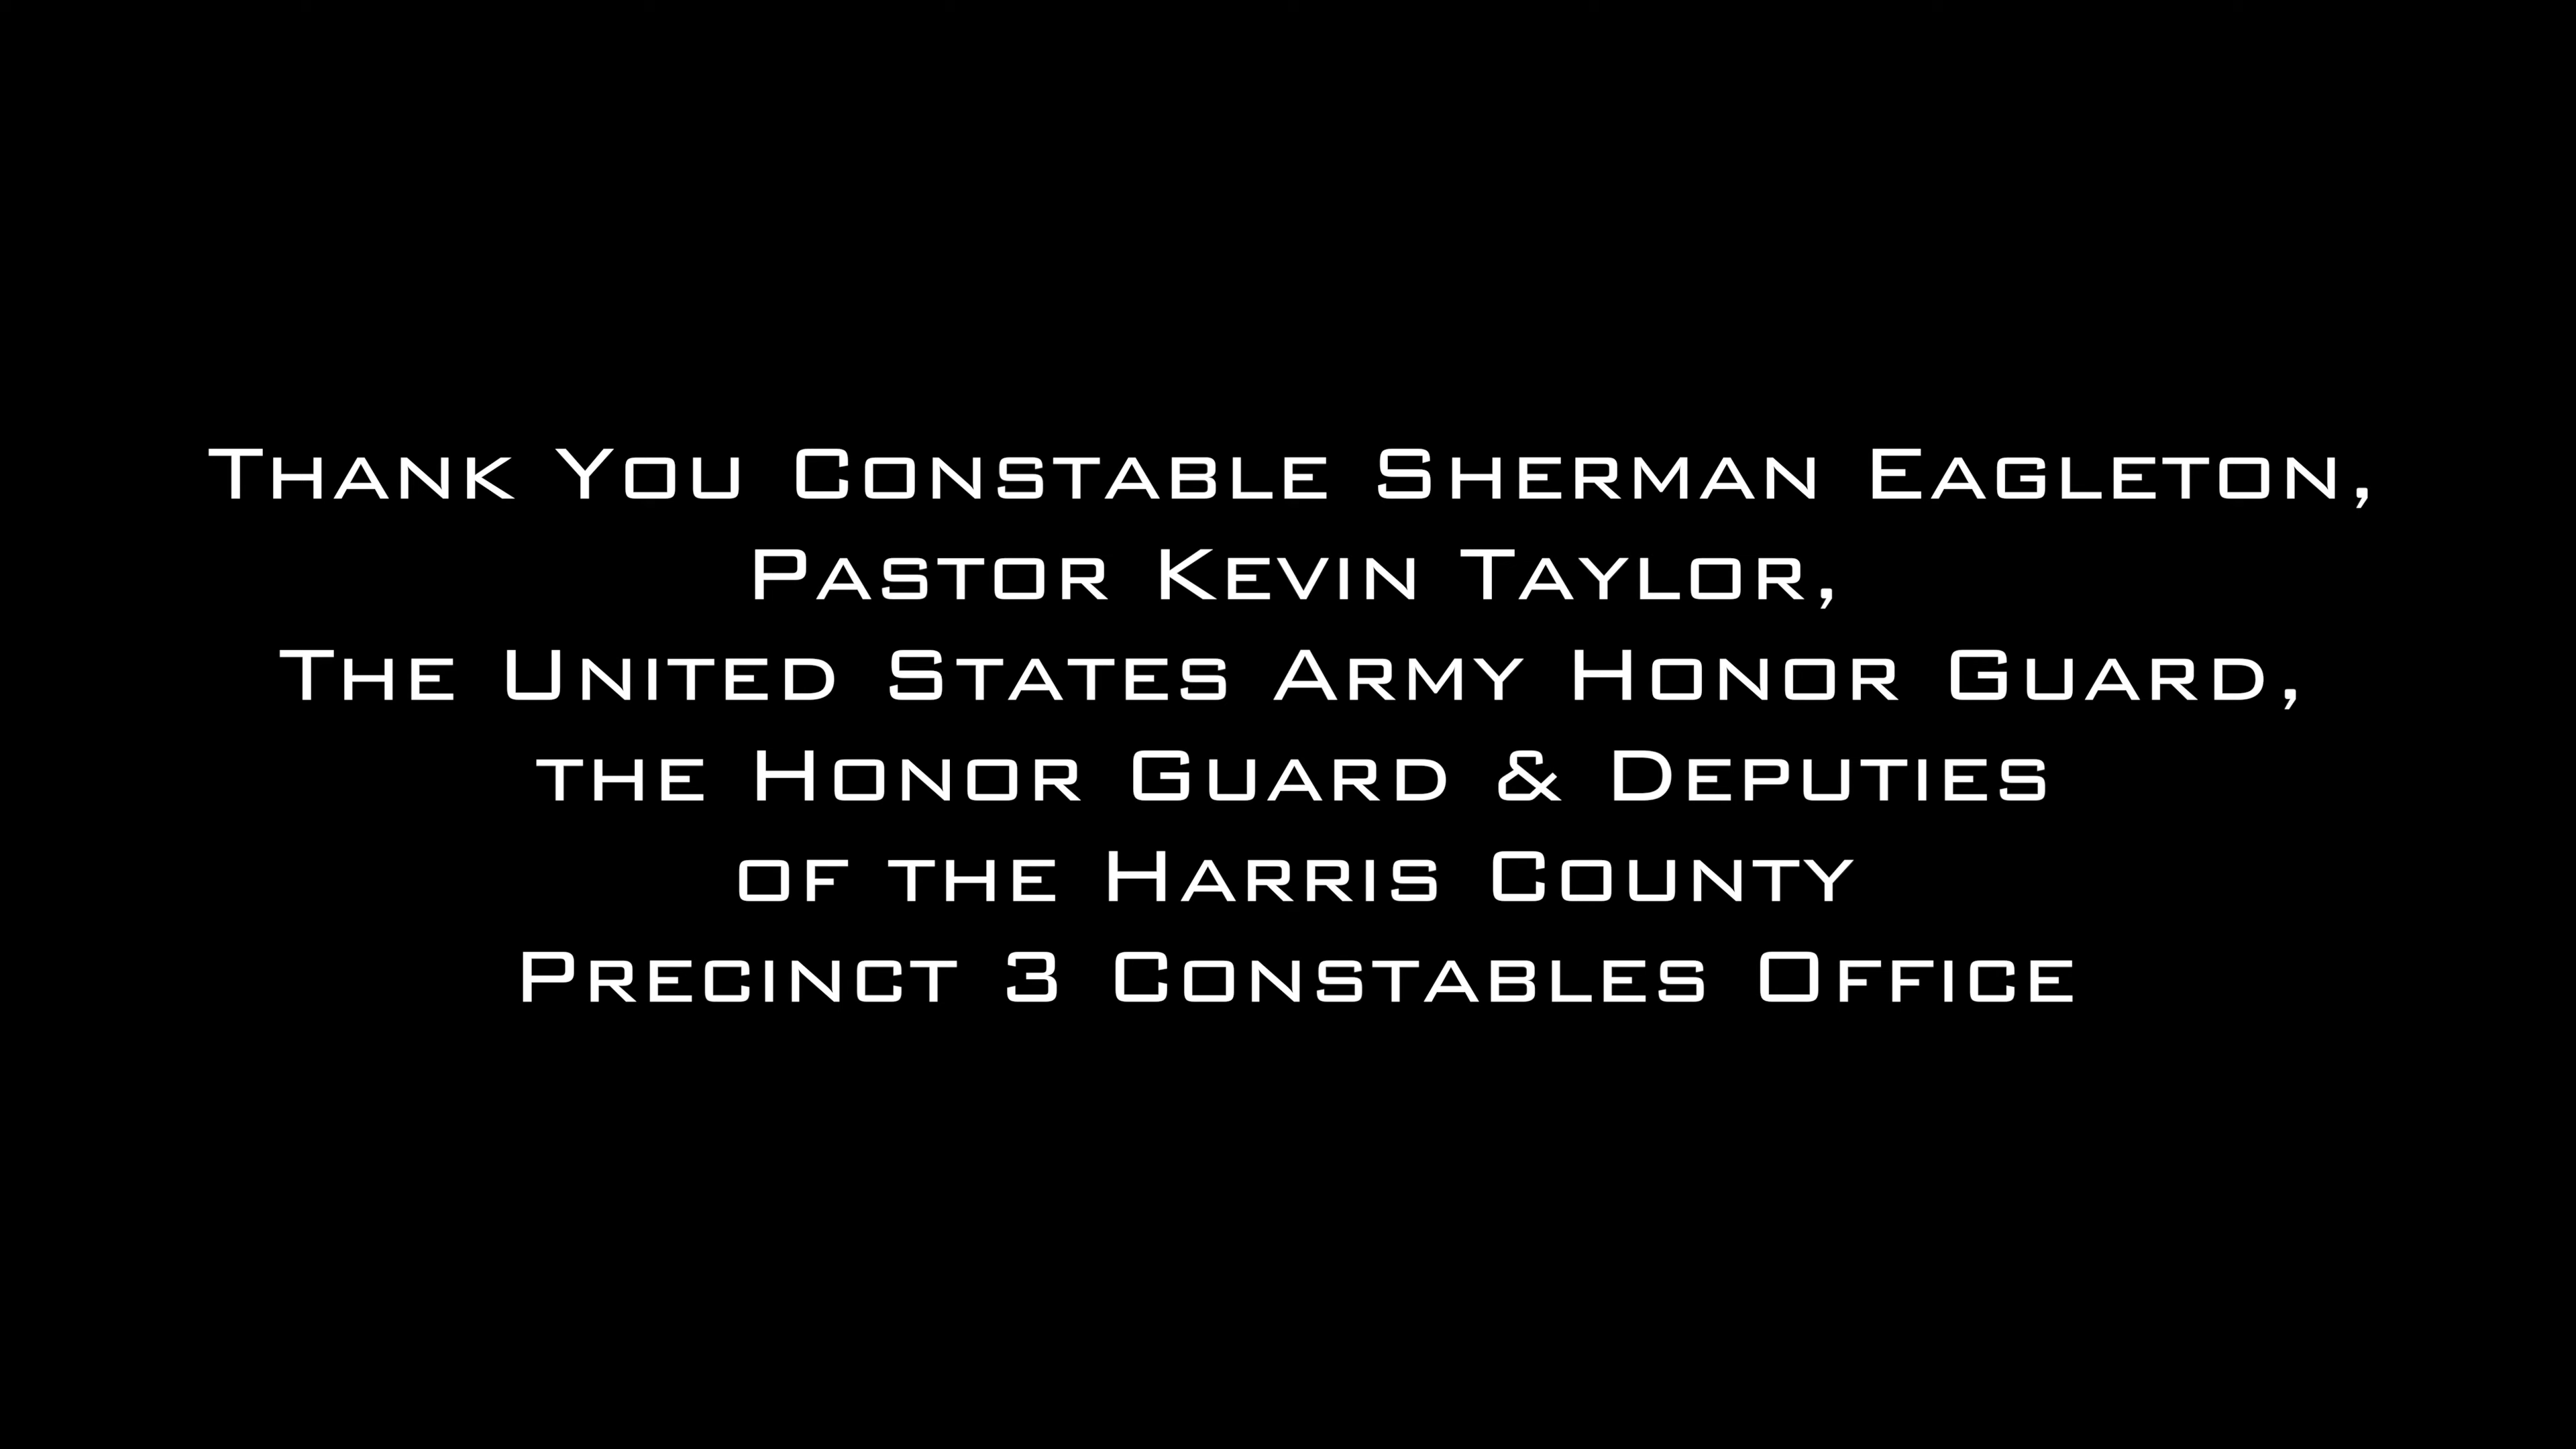 Thank You Constable Sherman Eagleton,
Pastor Kevin Taylor,
The United States Army Honor Guard,
the Honor Guard & Deputies
of the Harris County
Precinct 3 Constables Office